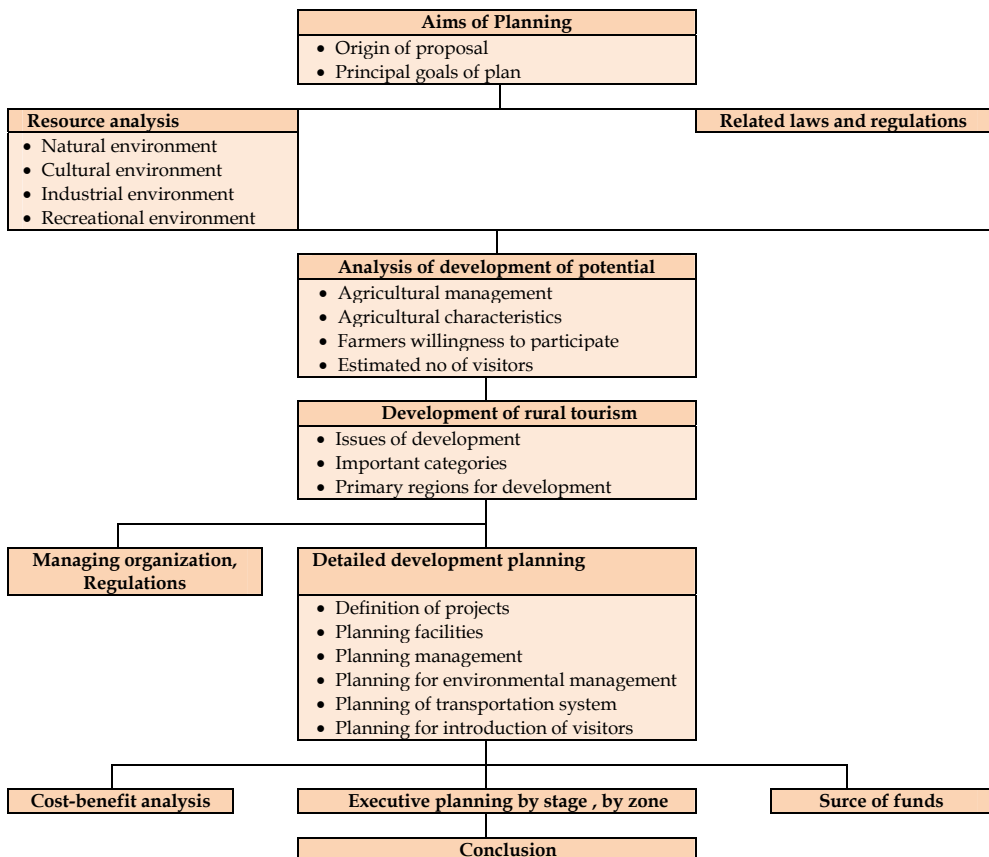 Aims of Planning
• Origin of proposal
• Principal goals of plan
Resource analysis
• Natural environment
• Cultural environment
• Industrial environment
• Recreational environment
Related laws and regulations
Analysis of development of potential
• Agricultural management
• Agricultural characteristics
• Farmers willingness to participate
• Estimated no of visitors
Development of rural tourism
• Issues of development
• Important categories
• Primary regions for development
Managing organization,
Regulations
Detailed development planning
• Definition of projects
• Planning facilities
• Planning management
• Planning for environmental management
• Planning of transportation system
• Planning for introduction of visitors
Cost-benefit analysis
Executive planning by stage , by zone
Surce of funds
Conclusion